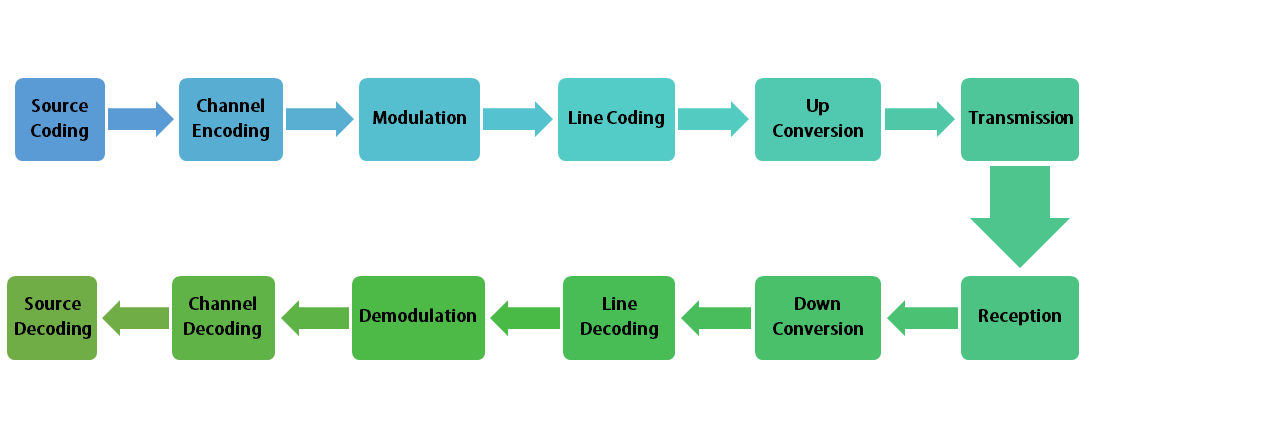 Source
Coding
Channel
Encoding
Modulation
Line Coding
Up
Conversion
Transmission
Source
Decoding
Channel
Decoding
Demodulation
Line
Decoding
Down
Conversion
Reception